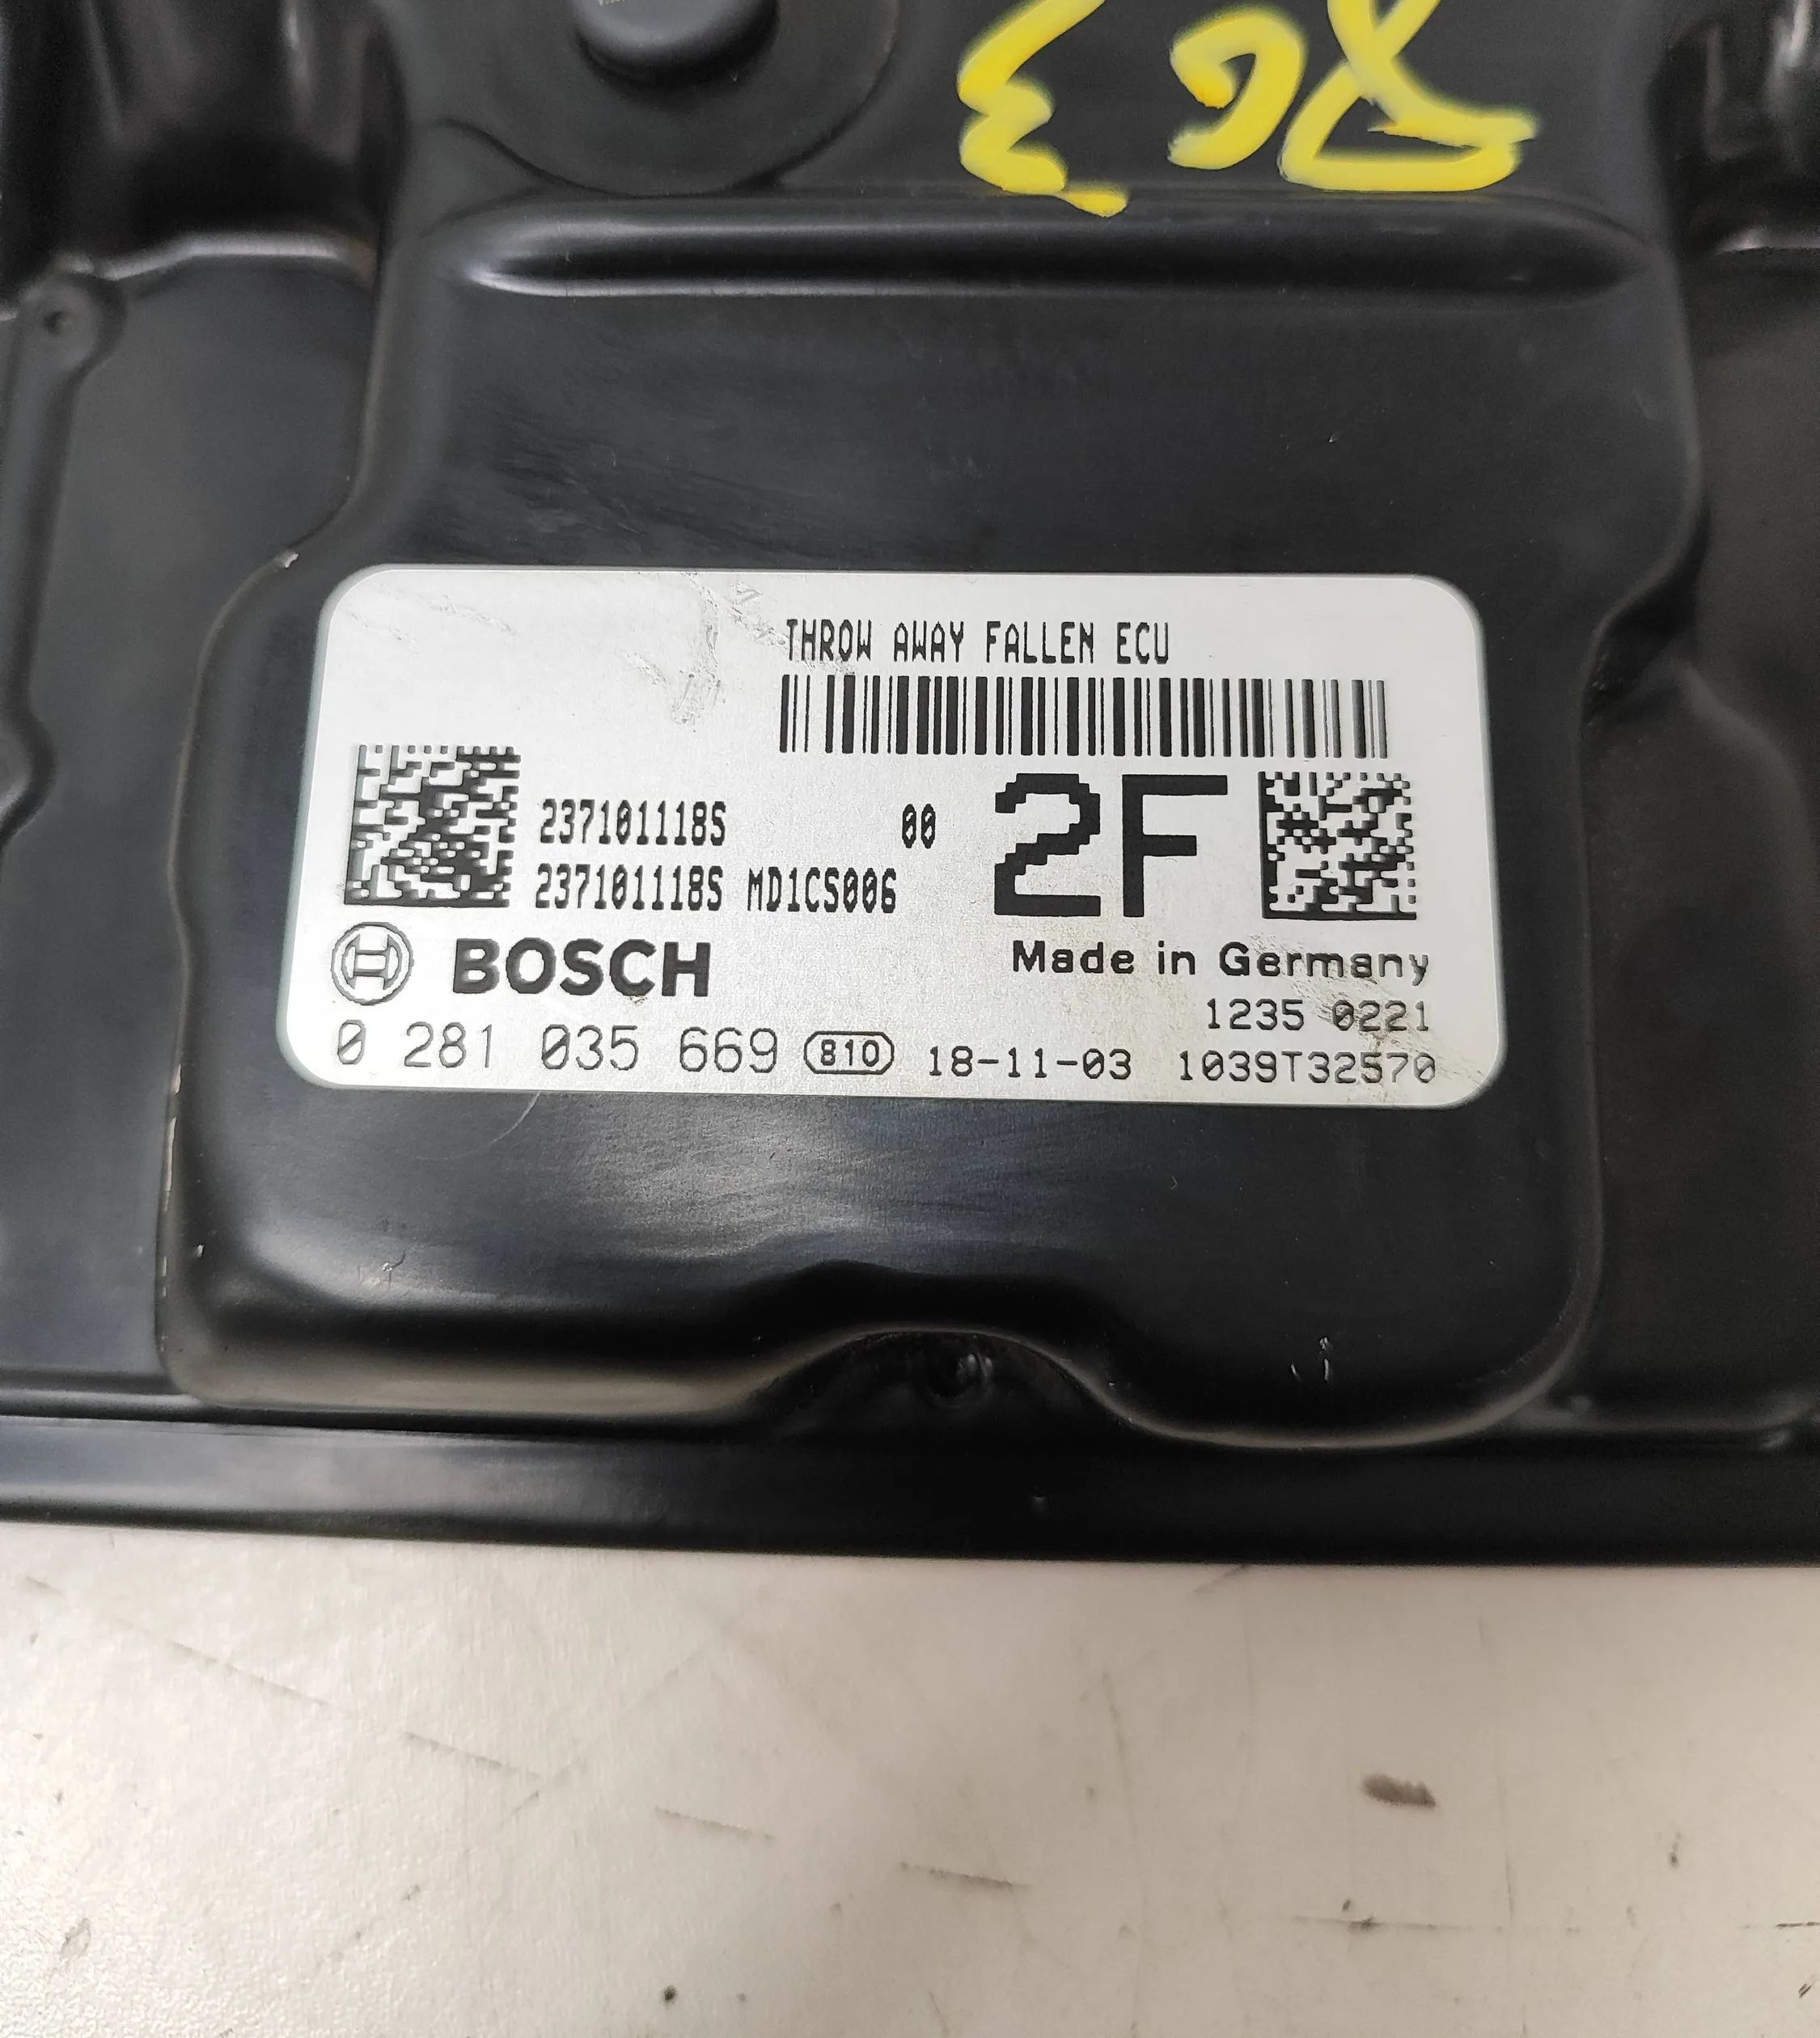 THROW AWAY FALLEN ECU
237101118S 00
237101118S MD1CS006
2F
BOSCH
Made in Germany
1235 0221
0 281 035 669 810 18-11-03 1039T32570